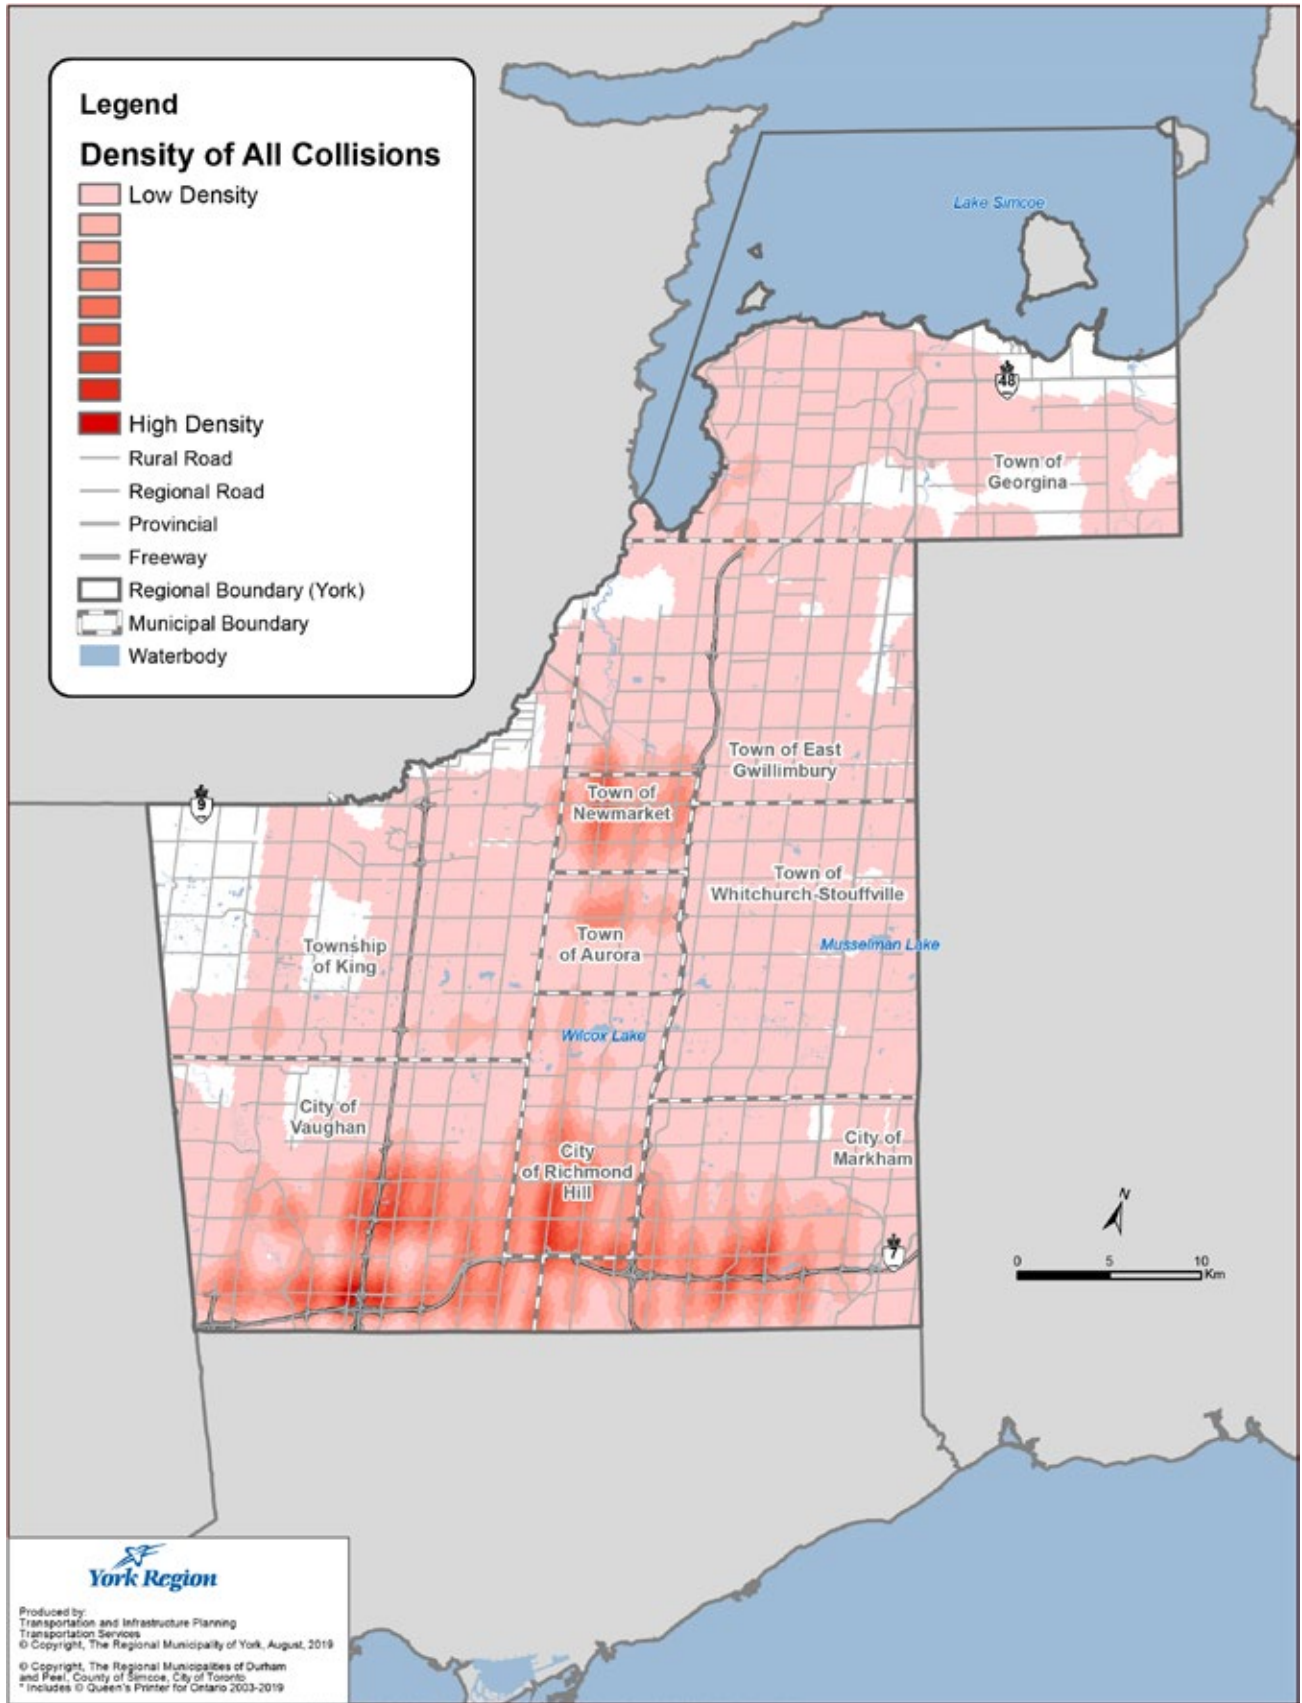 Legend
Density of All Collisions
Low Density
High Density
Rural Road
Regional Road
Provincial
Freeway
Regional Boundary (York)
Municipal Boundary
Waterbody
Lake Simcoe
48
Town of
Georgina
Town of East
Gwillimbury
9
Town of
Newmarket
Town of
Whitchurch-Stouffville
Town
of Aurora
Musselman Lake
Township
of King
Wilcox Lake
City of
Vaughan
City of
Markham
City
of Richmond
Hill
N
7
0 5 10
Km
York Region
Produced by:
Transportation and Infrastructure Planning
Transportation Services
© Copyright, The Regional Municipality of York, August, 2019
© Copyright, The Regional Municipalities of Durham
and Peel, County of Simcoe, City of Toronto
* Includes © Queen's Printer for Ontario 2003-2019